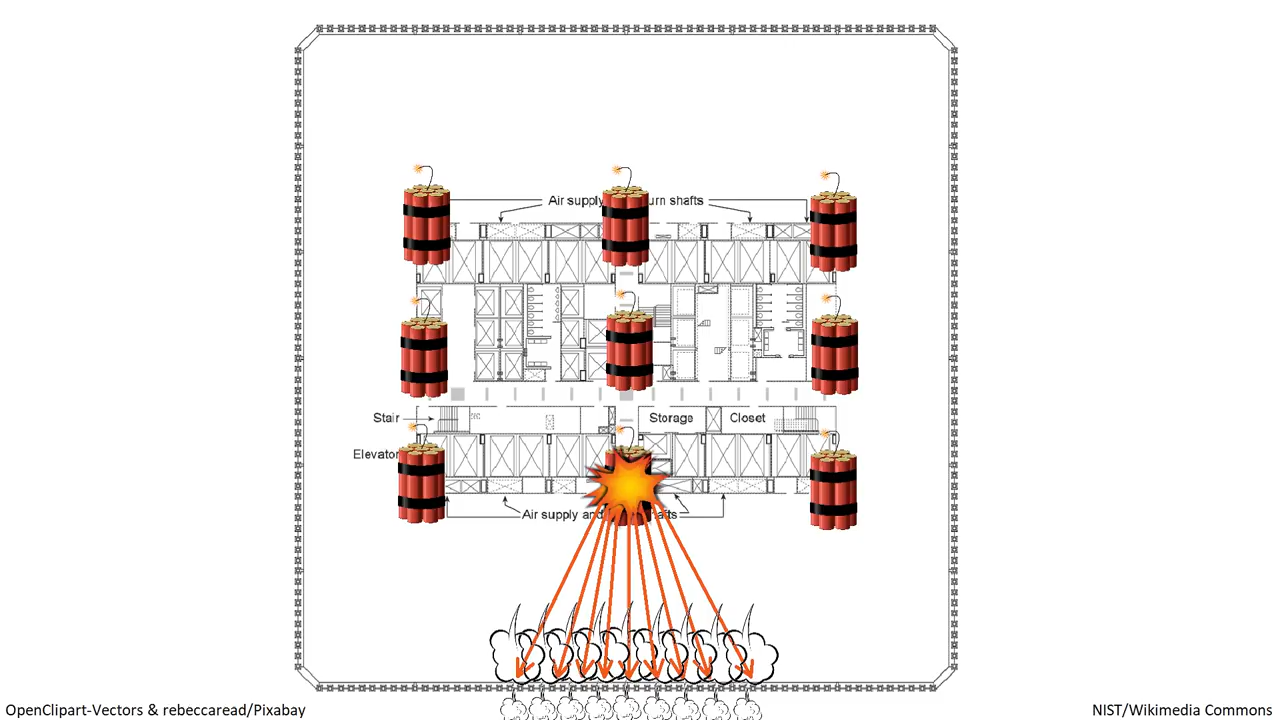 Air supply urn shafts
Stair
Storage
Closet
Elevator
Air supply and afts
OpenClipart-Vectors & rebeccaread/Pixabay
NIST/Wikimedia Commons